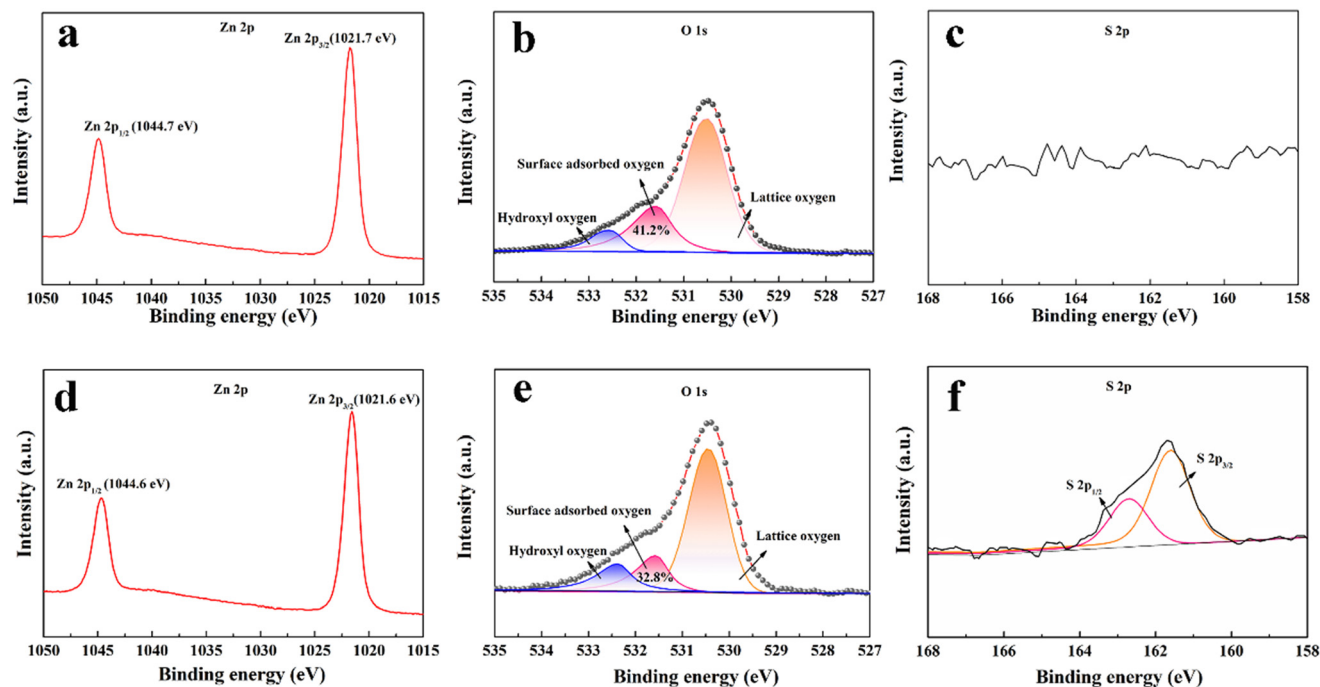 a
Zn 2p
Zn 2p3/2(1021.7 eV)
Zn 2p1/2 (1044.7 eV)
Intensity (a.u.)
1050 1045 1040 1035 1030 1025 1020 1015
Binding energy (eV)
b
O 1s
Surface adsorbed oxygen
Hydroxyl oxygen
41.2%
Lattice oxygen
Intensity (a.u.)
535 534 533 532 531 530 529 528 527
Binding energy (eV)
c
S 2p
Intensity (a.u.)
168 166 164 162 160 158
Binding energy (eV)
d
Zn 2p
Zn 2p3/2(1021.6 eV)
Zn 2p1/2 (1044.6 eV)
Intensity (a.u.)
1050 1045 1040 1035 1030 1025 1020 1015
Binding energy (eV)
e
O 1s
Surface adsorbed oxygen
Hydroxyl oxygen
32.8%
Lattice oxygen
Intensity (a.u.)
535 534 533 532 531 530 529 528 527
Binding energy (eV)
f
S 2p
S 2p3/2
S 2p1/2
Intensity (a.u.)
168 166 164 162 160 158
Binding energy (eV)